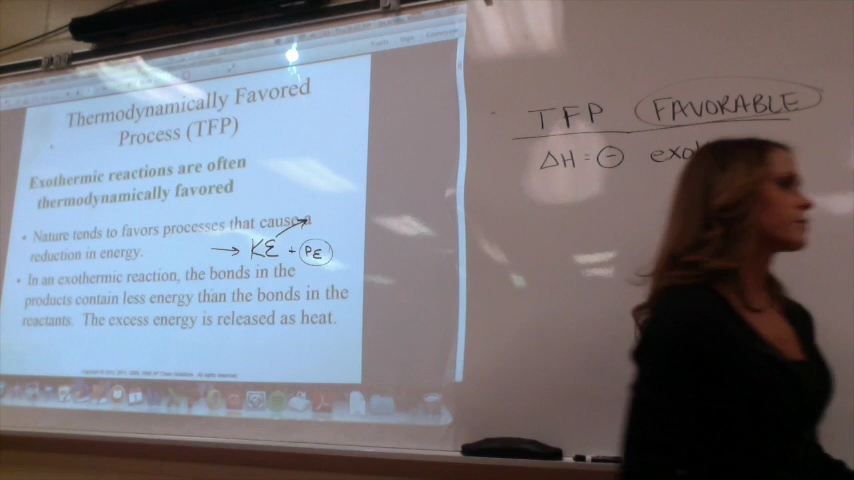 Thermodynamically Favored
Process (TFP)
Exothermic reactions are often
thermodynamically favored
• Nature tends to favors processes that cause a
reduction in energy.
→ KE + PE
• In an exothermic reaction, the bonds in the
products contain less energy than the bonds in the
reactants. The excess energy is released as heat.
TFP FAVORABLE
ΔH = ⊖ exo